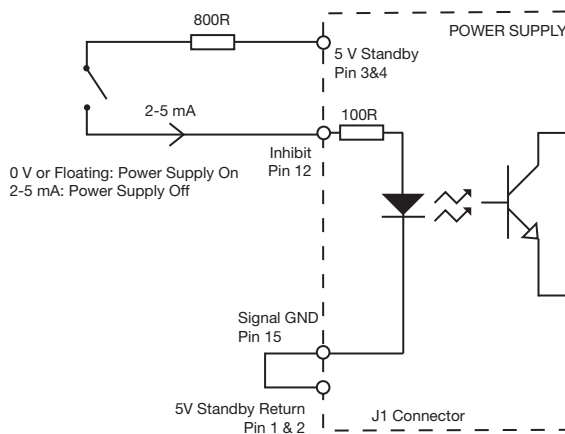 800R
POWER SUPPLY
5 V Standby
Pin 3&4
2-5 mA
100R
Inhibit
Pin 12
0 V or Floating: Power Supply On
2-5 mA: Power Supply Off
Signal GND
Pin 15
5V Standby Return
Pin 1 & 2
J1 Connector